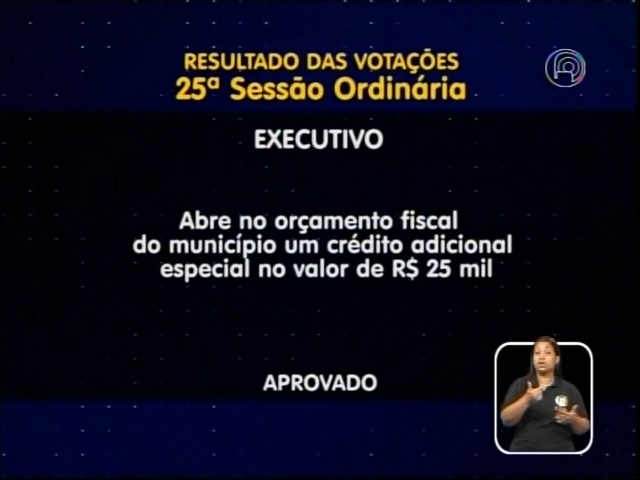 RESULTADO DAS VOTAÇÕES
25ª Sessão Ordinária
EXECUTIVO
Abre no orçamento fiscal
do município um crédito adicional
especial no valor de R$ 25 mil
APROVADO